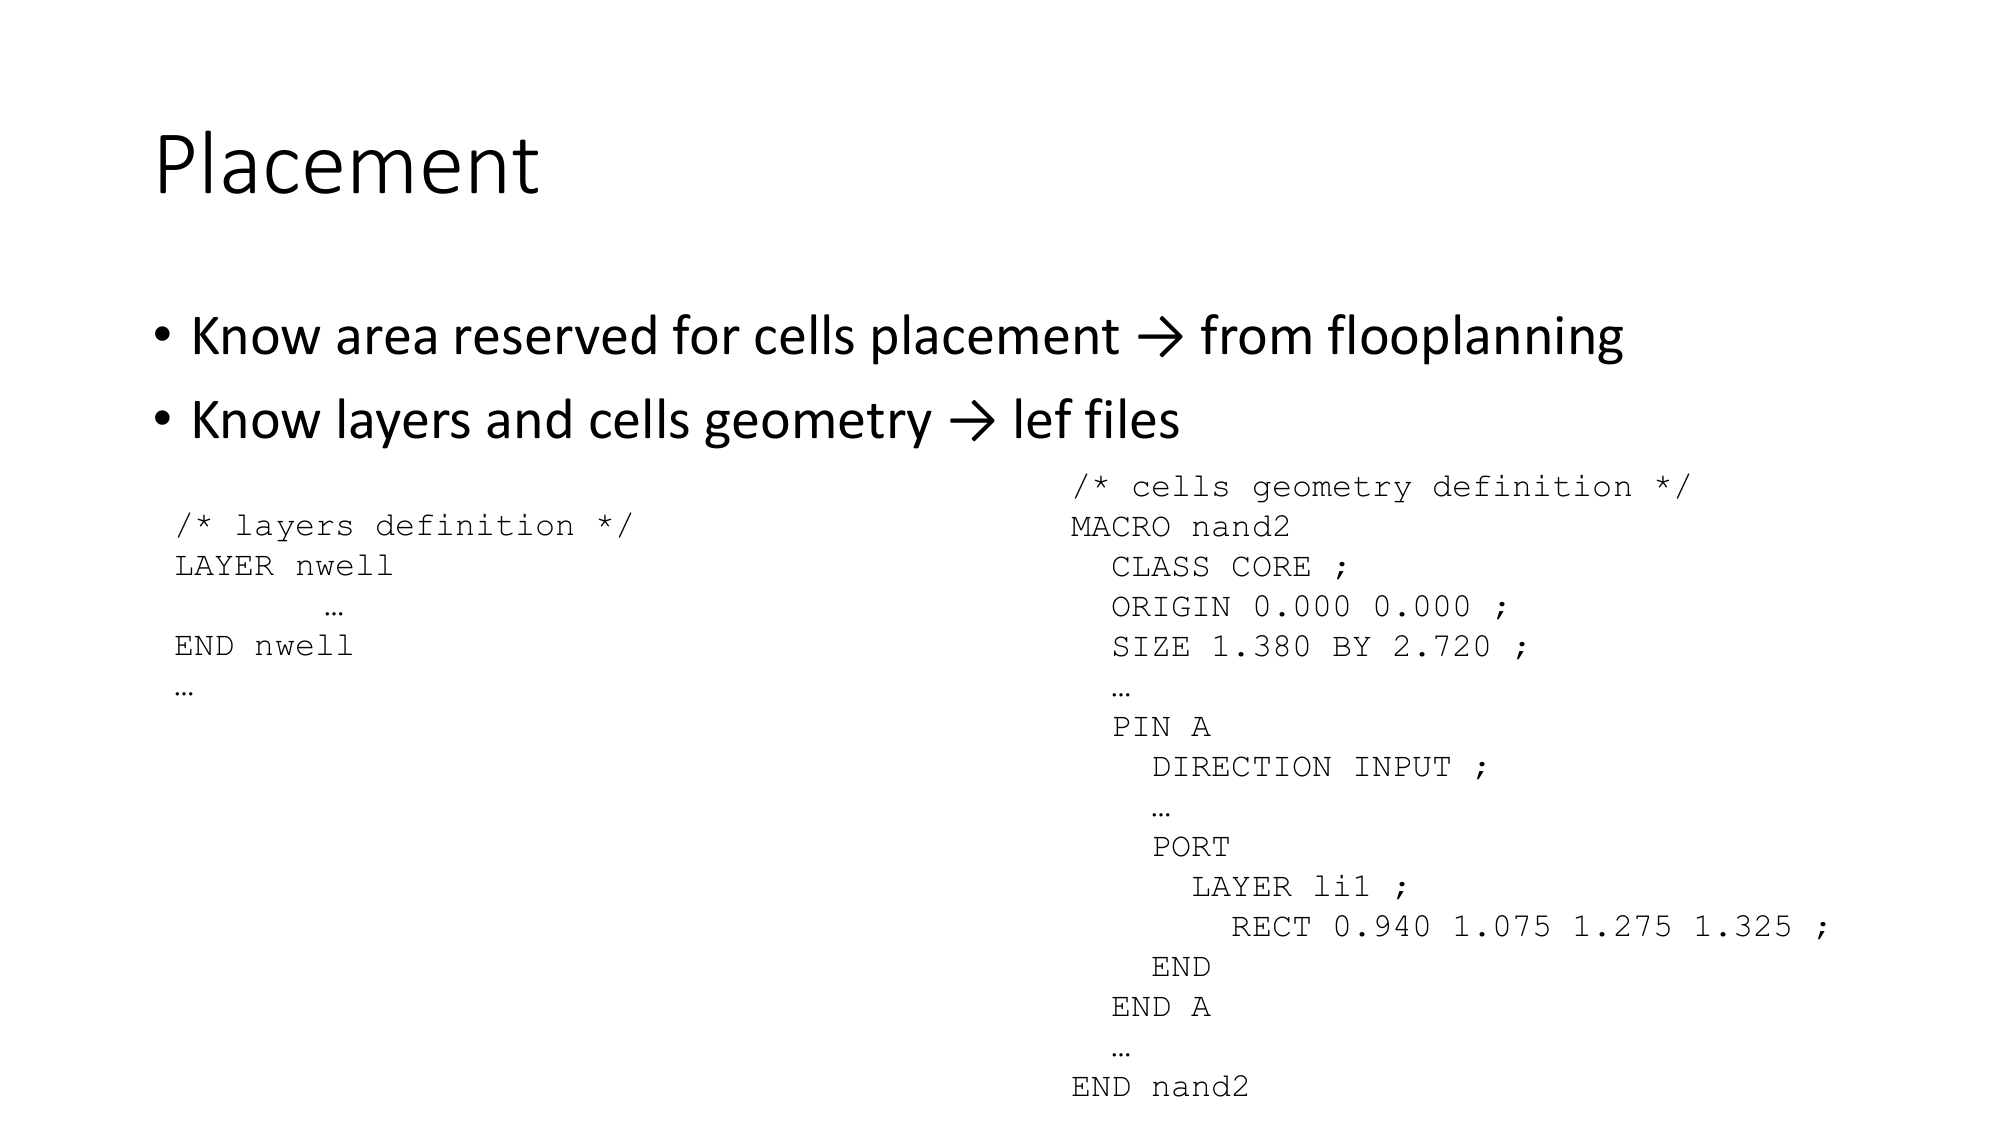 Placement
• Know area reserved for cells placement → from flooplanning
• Know layers and cells geometry → lef files
/* layers definition */
LAYER nwell
…
END nwell
…
/* cells geometry definition */
MACRO nand2
CLASS CORE ;
ORIGIN 0.000 0.000 ;
SIZE 1.380 BY 2.720 ;
…
PIN A
DIRECTION INPUT ;
…
PORT
LAYER li1 ;
RECT 0.940 1.075 1.275 1.325 ;
END
END A
…
END nand2